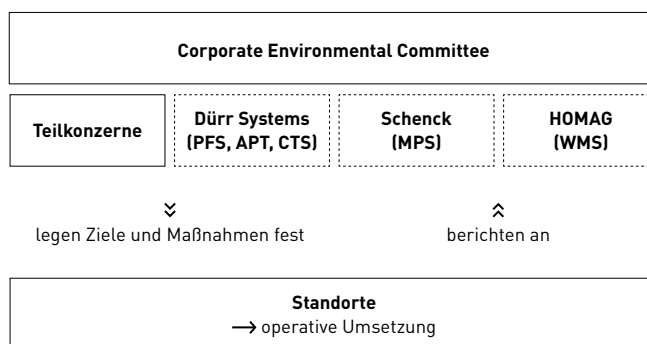 Corporate Environmental Committee
Teilkonzerne
Dürr Systems
(PFS, APT, CTS)
Schenck
(MPS)
HOMAG
(WMS)
legen Ziele und Maßnahmen fest
berichten an
Standorte
→ operative Umsetzung